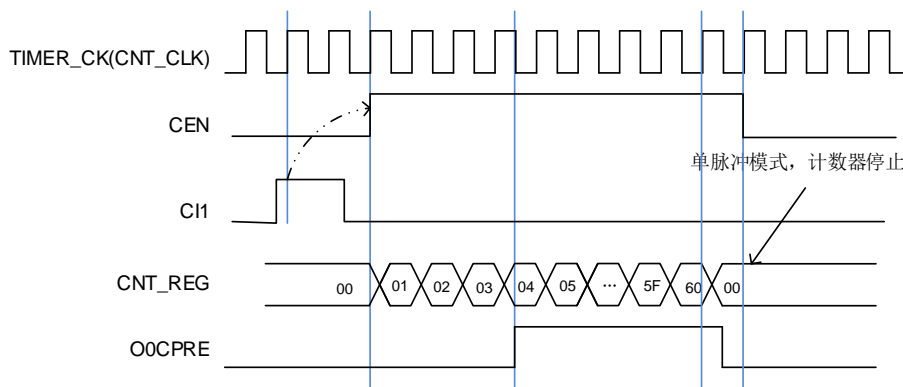 TIMER_CK(CNT_CLK)
CEN
单脉冲模式，计数器停止
CI1
CNT_REG
00 01 02 03 04 05 … 5F 60 00
O0CPRE